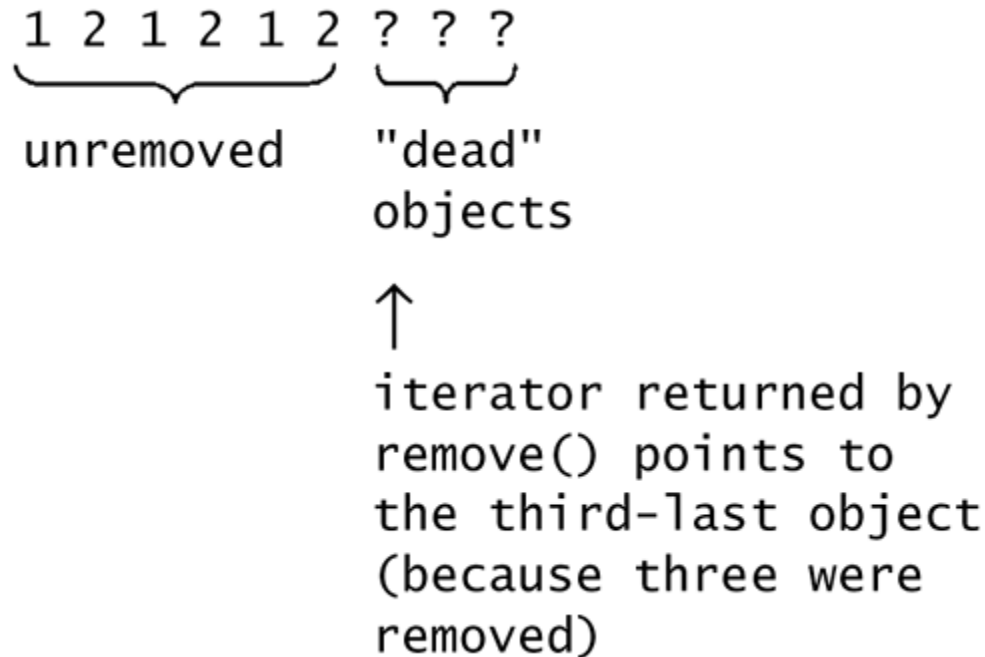 1 2 1 2 1 2 ? ? ?
unremoved "dead"
objects
↑
iterator returned by
remove() points to
the third-last object
(because three were
removed)